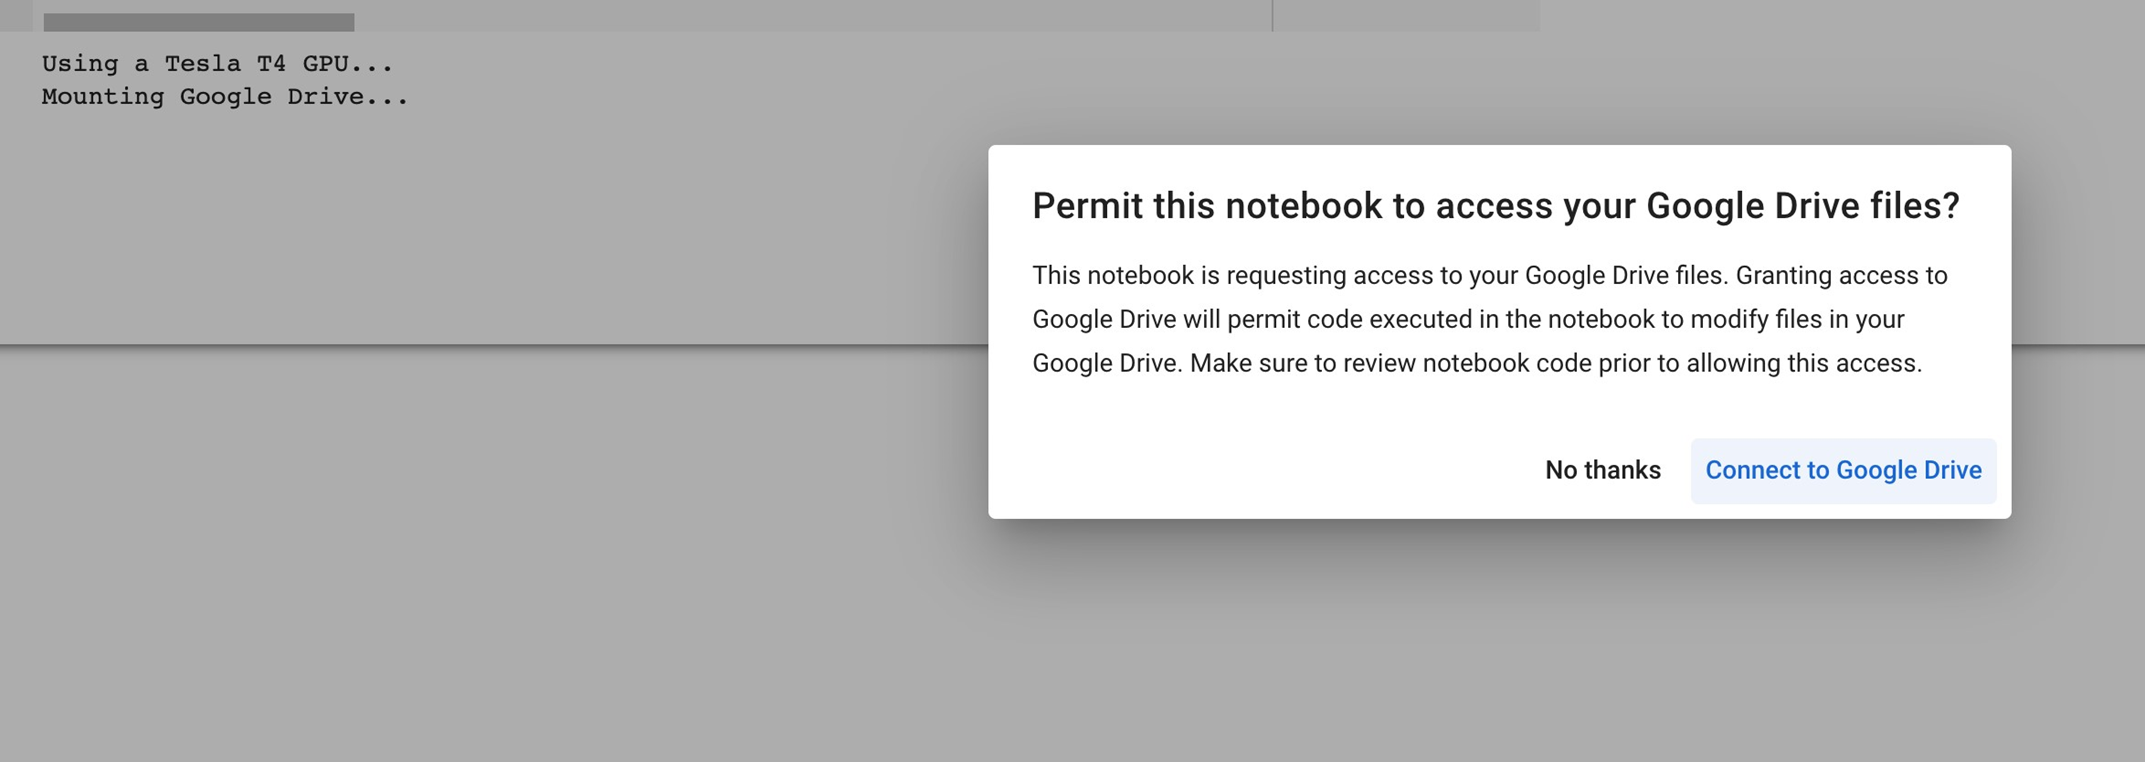 Using a Tesla T4 GPU...
Mounting Google Drive...
Permit this notebook to access your Google Drive files?
This notebook is requesting access to your Google Drive files. Granting access to
Google Drive will permit code executed in the notebook to modify files in your
Google Drive. Make sure to review notebook code prior to allowing this access.
No thanks
Connect to Google Drive